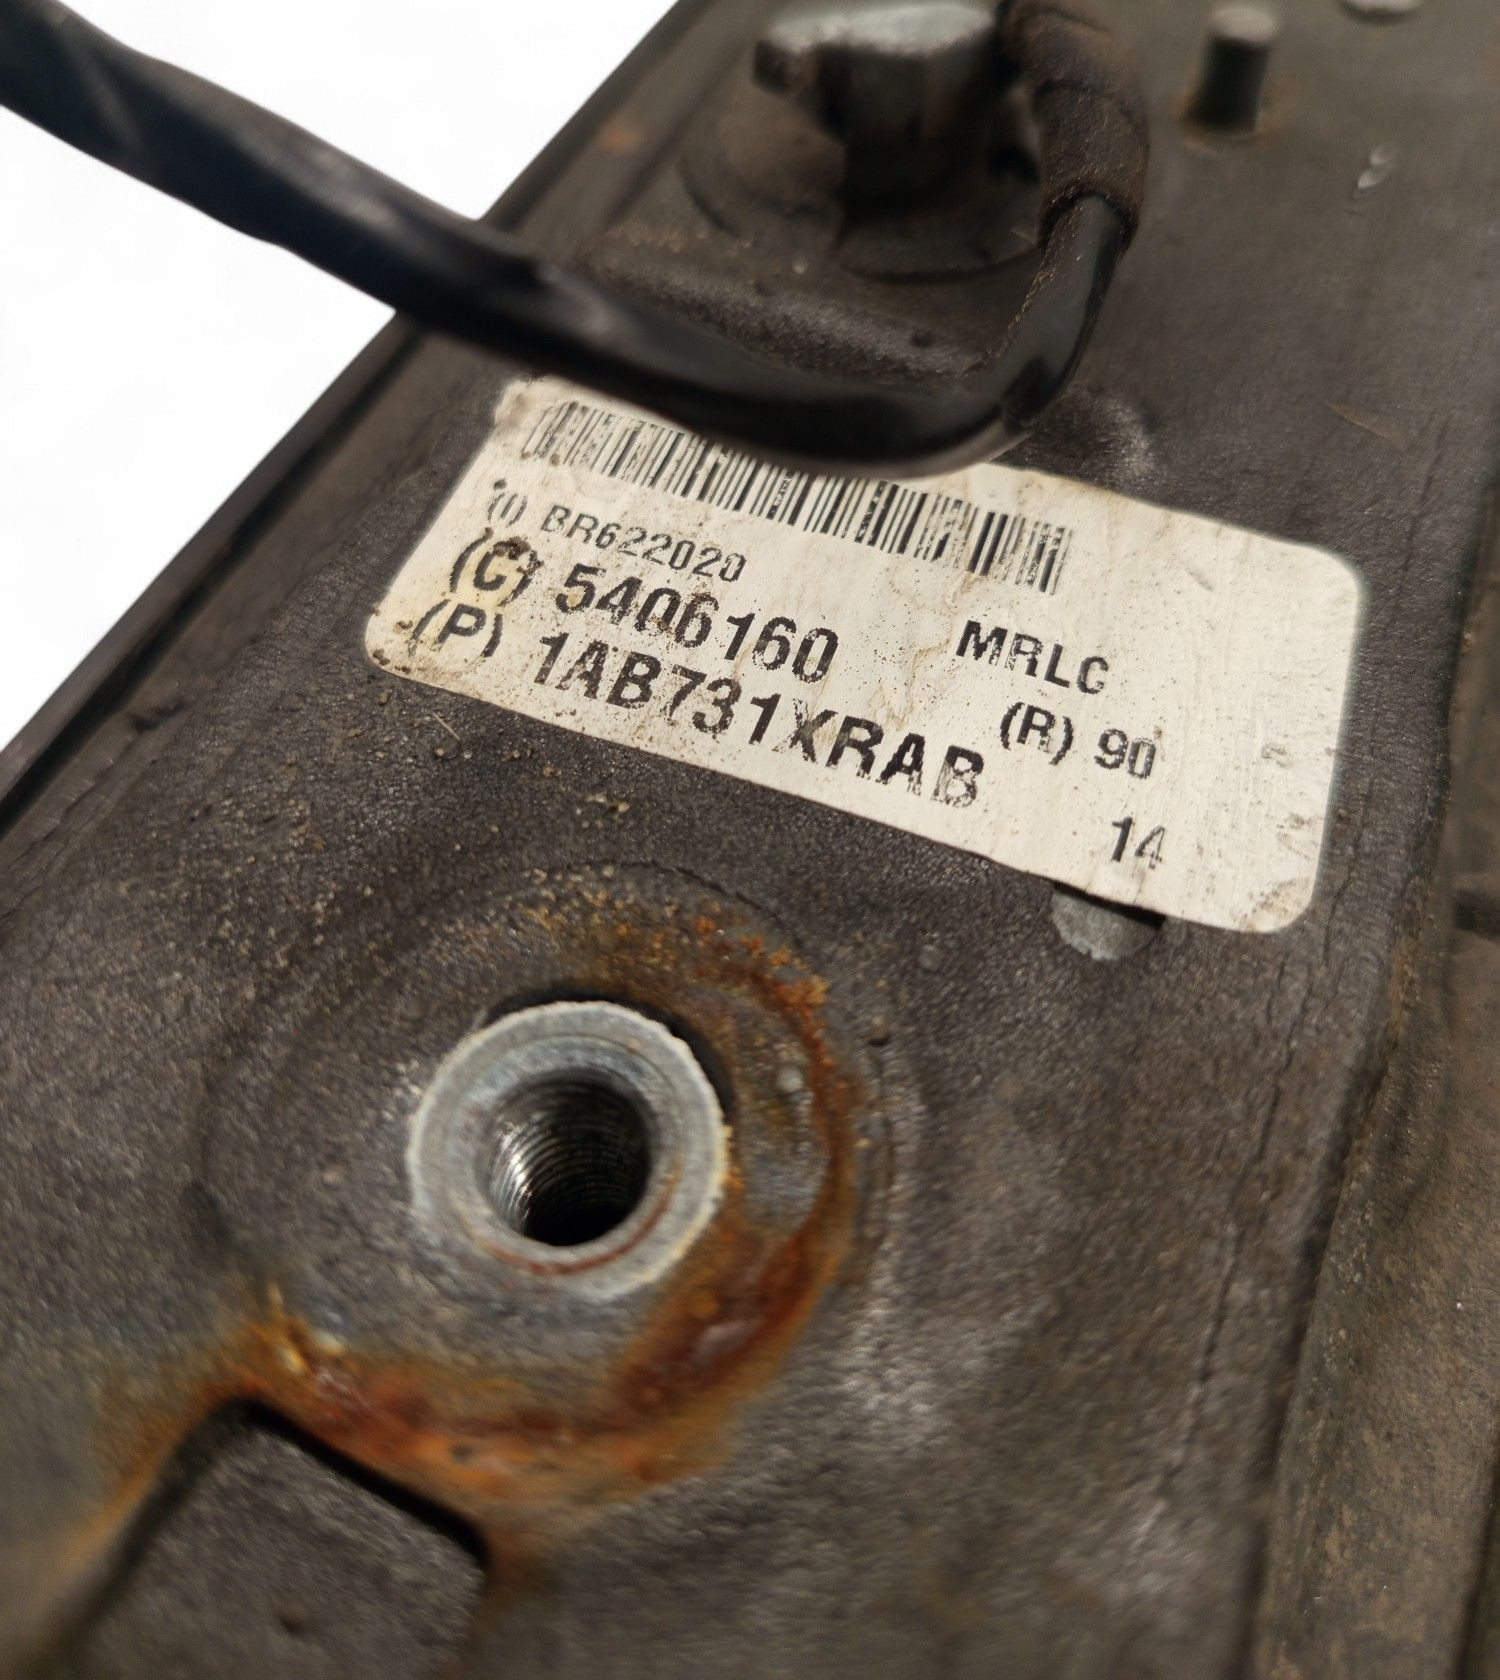 (I) BR622020
(C) 5406160 MRLC
(P) 1AB731XRAB (R) 90
14